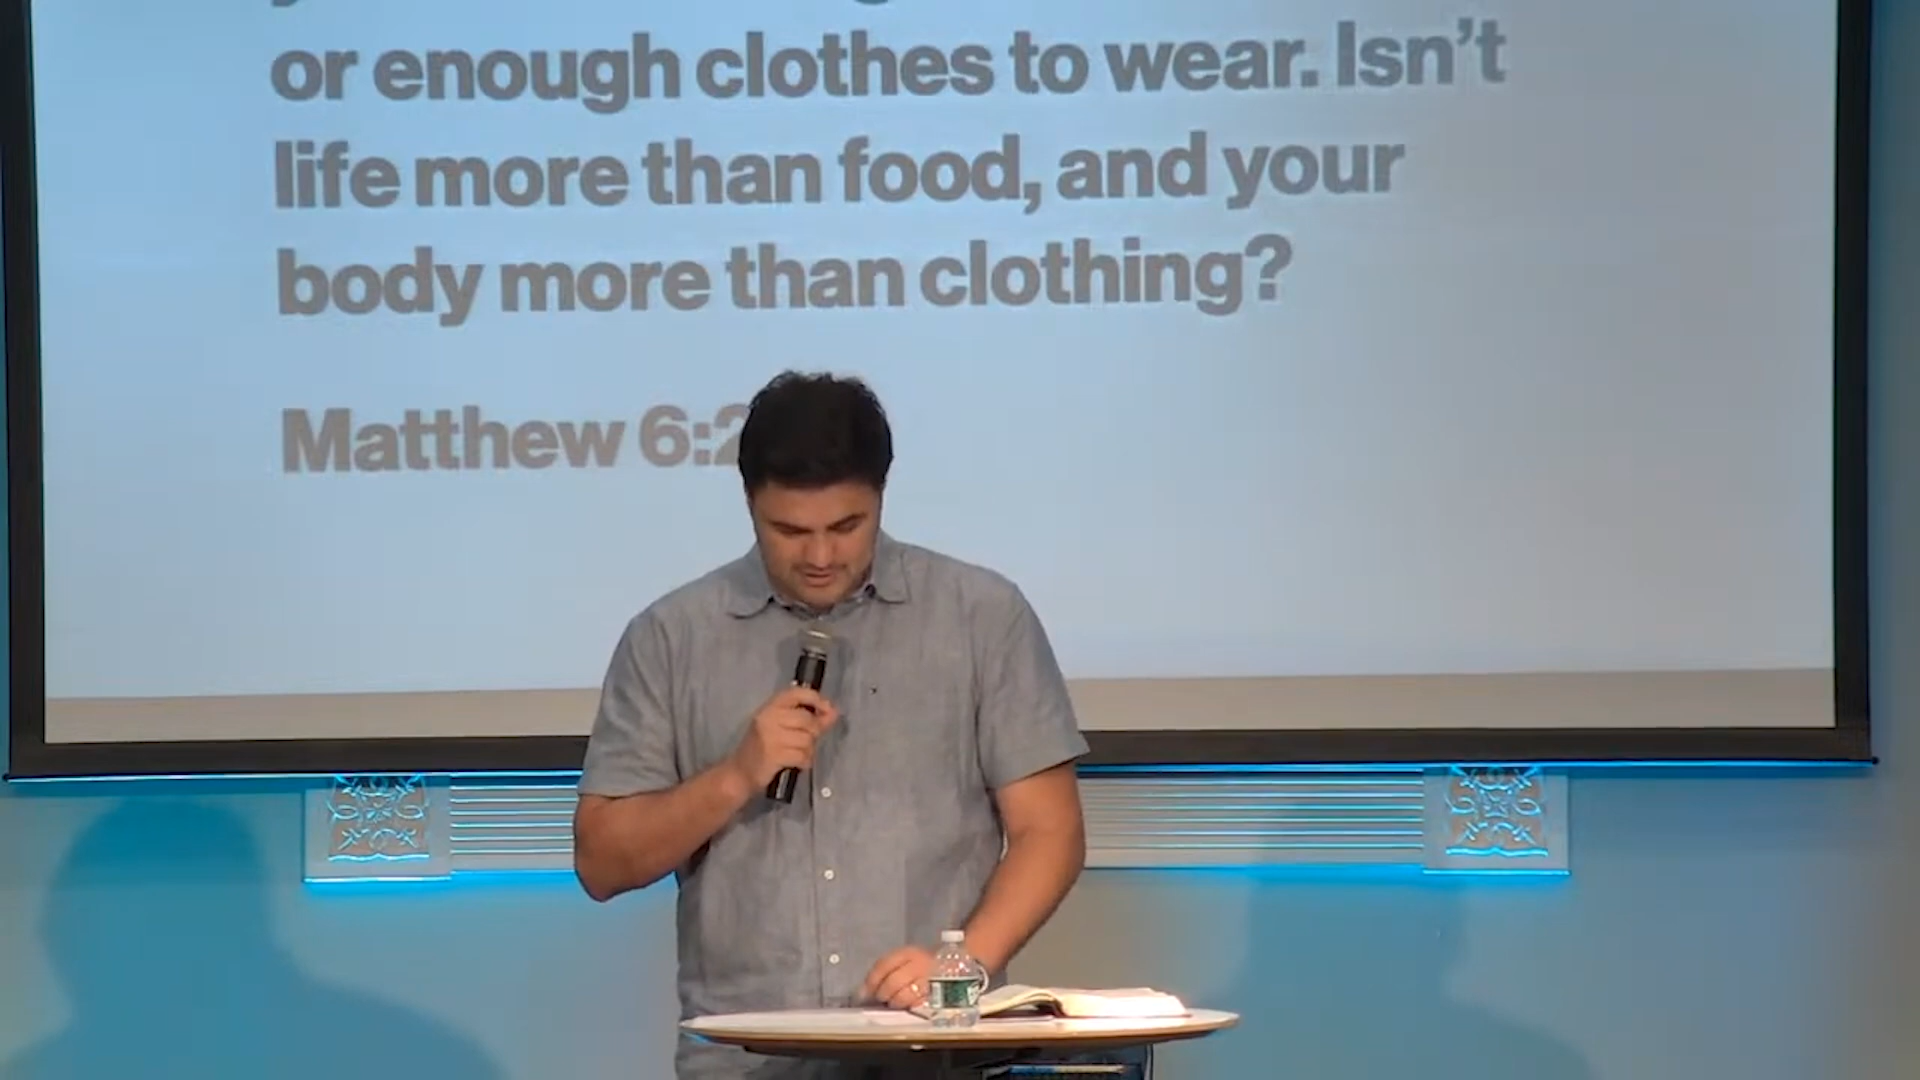 or enough clothes to wear. Isn't
life more than food, and your
body more than clothing?
Matthew 6:2